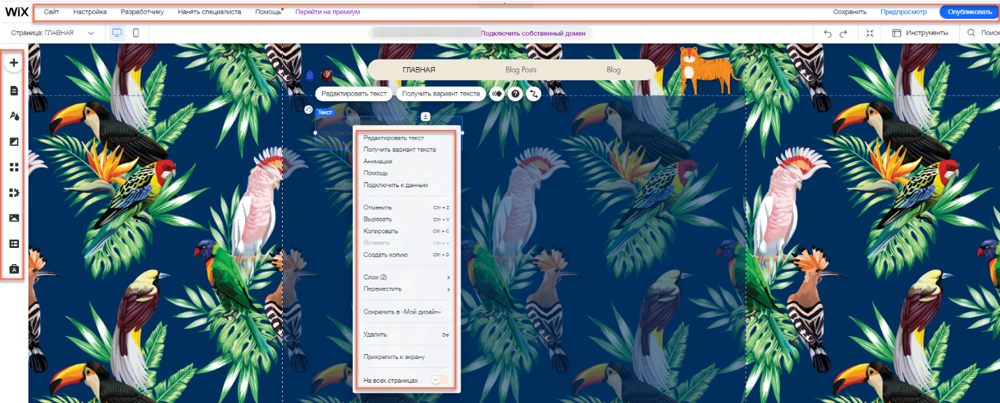 WiX Сайт Настройка Разработчику Нанять специалиста Помощь Перейти на премиум Сохранить Предпросмотр Опубликовать
Страница: ГЛАВНАЯ Подключить собственный домен Инструменты Поиск
ГЛАВНАЯ Blog Posts Blog
Редактировать текст Получить вариант текста
Текст
Редактировать текст
Получить вариант текста
Анимация
Помощь
Подключить к данным
Отменить Ctrl + Z
Вырезать Ctrl + X
Копировать Ctrl + C
Вставить Ctrl + V
Создать копию Ctrl + D
Слои (2)
Переместить
Сохранить в «Мой дизайн»
Удалить Del
Прикрепить к экрану
На всех страницах